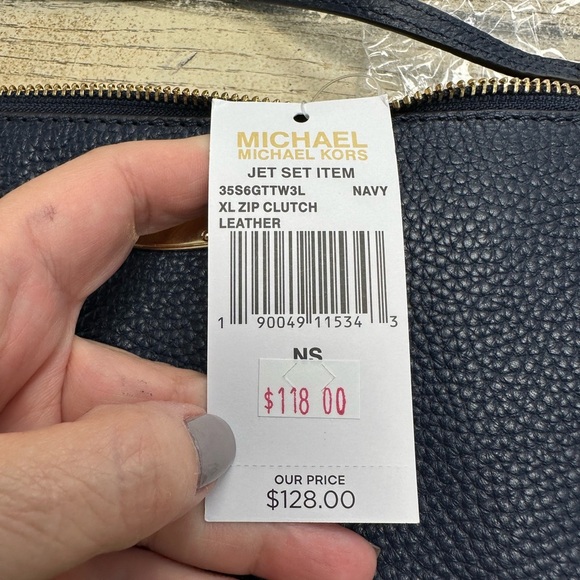 MICHAEL
MICHAEL KORS
JET SET ITEM
35S6GTTW3L NAVY
XL ZIP CLUTCH
LEATHER
1 90049 11534 3
NS
$118 00
OUR PRICE
$128.00